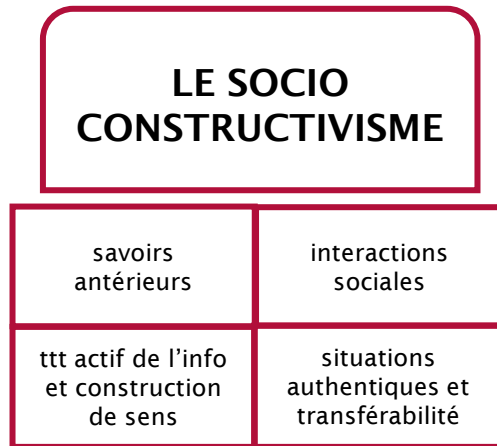 LE SOCIO
CONSTRUCTIVISME
savoirs
antérieurs
interactions
sociales
ttt actif de l’info
et construction
de sens
situations
authentiques et
transférabilité